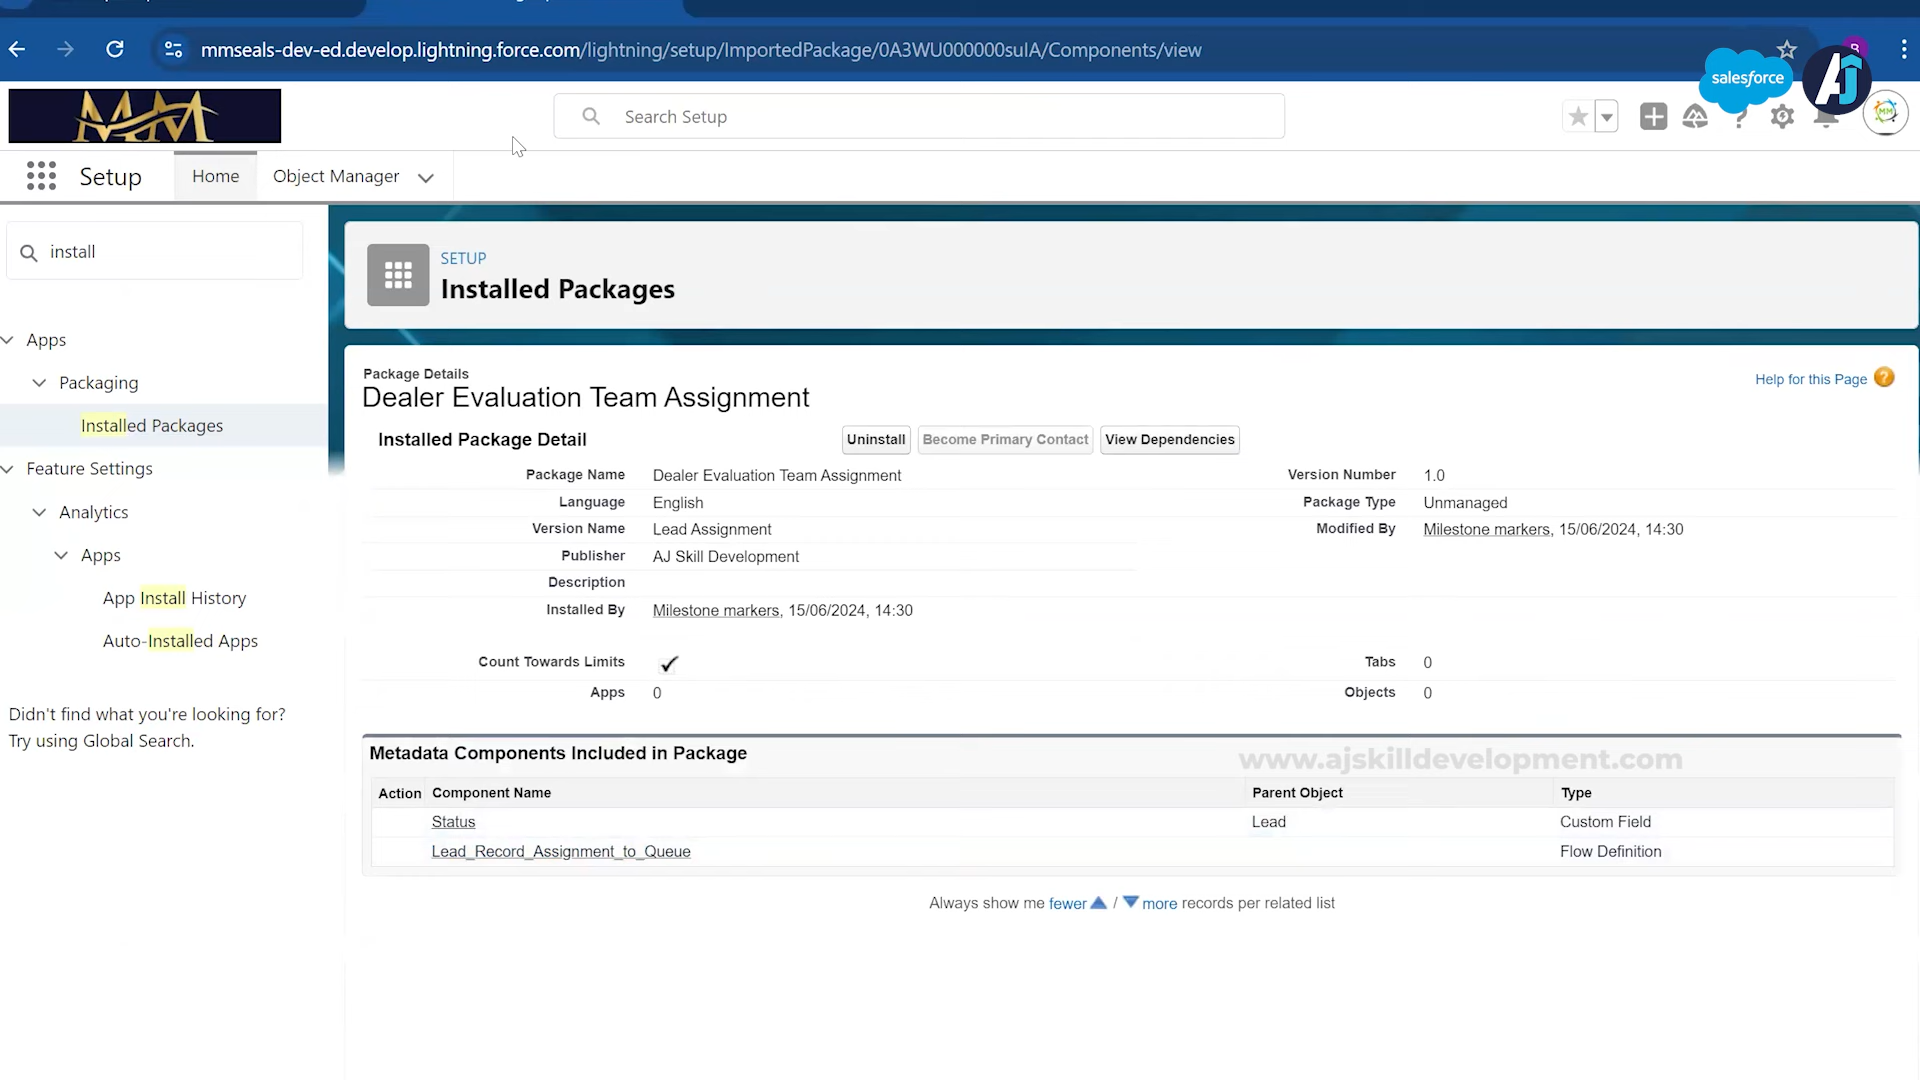 mmseals-dev-ed.develop.lightning.force.com/lightning/setup/ImportedPackage/0A3WU000000suIA/Components/view
B
salesforce
AJ
MM
Search Setup
Setup
Home
Object Manager
install
Apps
Packaging
Installed Packages
Feature Settings
Analytics
Apps
App Install History
Auto-Installed Apps
Didn't find what you're looking for?
Try using Global Search.
SETUP
Installed Packages
Package Details
Dealer Evaluation Team Assignment
Help for this Page
Installed Package Detail
Uninstall
Become Primary Contact
View Dependencies
Package Name Dealer Evaluation Team Assignment
Version Number 1.0
Language English
Package Type Unmanaged
Version Name Lead Assignment
Modified By Milestone markers, 15/06/2024, 14:30
Publisher AJ Skill Development
Description
Installed By Milestone markers, 15/06/2024, 14:30
Count Towards Limits
Tabs 0
Apps 0
Objects 0
Metadata Components Included in Package
www.ajskilldevelopment.com
Action Component Name Parent Object Type
Status Lead Custom Field
Lead_Record_Assignment_to_Queue Flow Definition
Always show me fewer / more records per related list